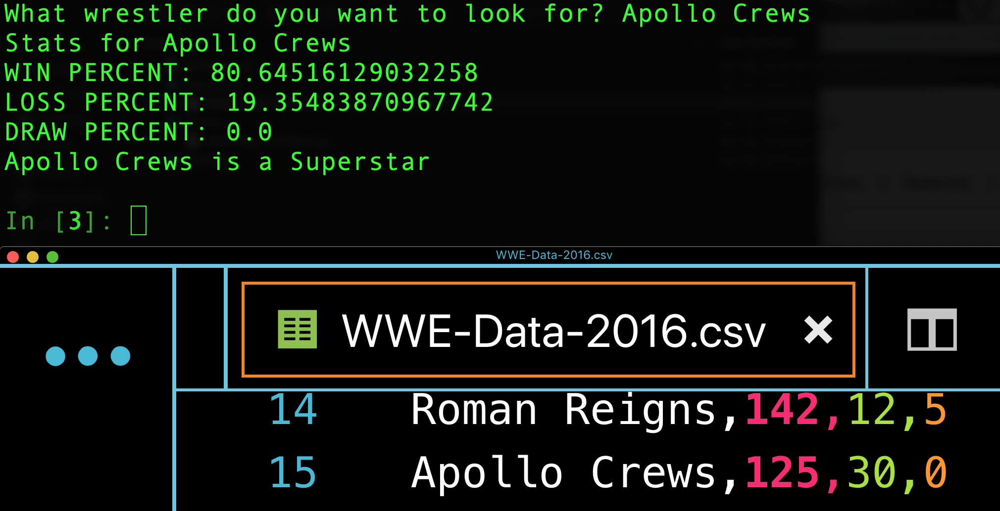 What wrestler do you want to look for? Apollo Crews
Stats for Apollo Crews
WIN PERCENT: 80.64516129032258
LOSS PERCENT: 19.35483870967742
DRAW PERCENT: 0.0
Apollo Crews is a Superstar
In [3]:
WWE-Data-2016.csv
WWE-Data-2016.csv
14 Roman Reigns,142,12,5
15 Apollo Crews,125,30,0